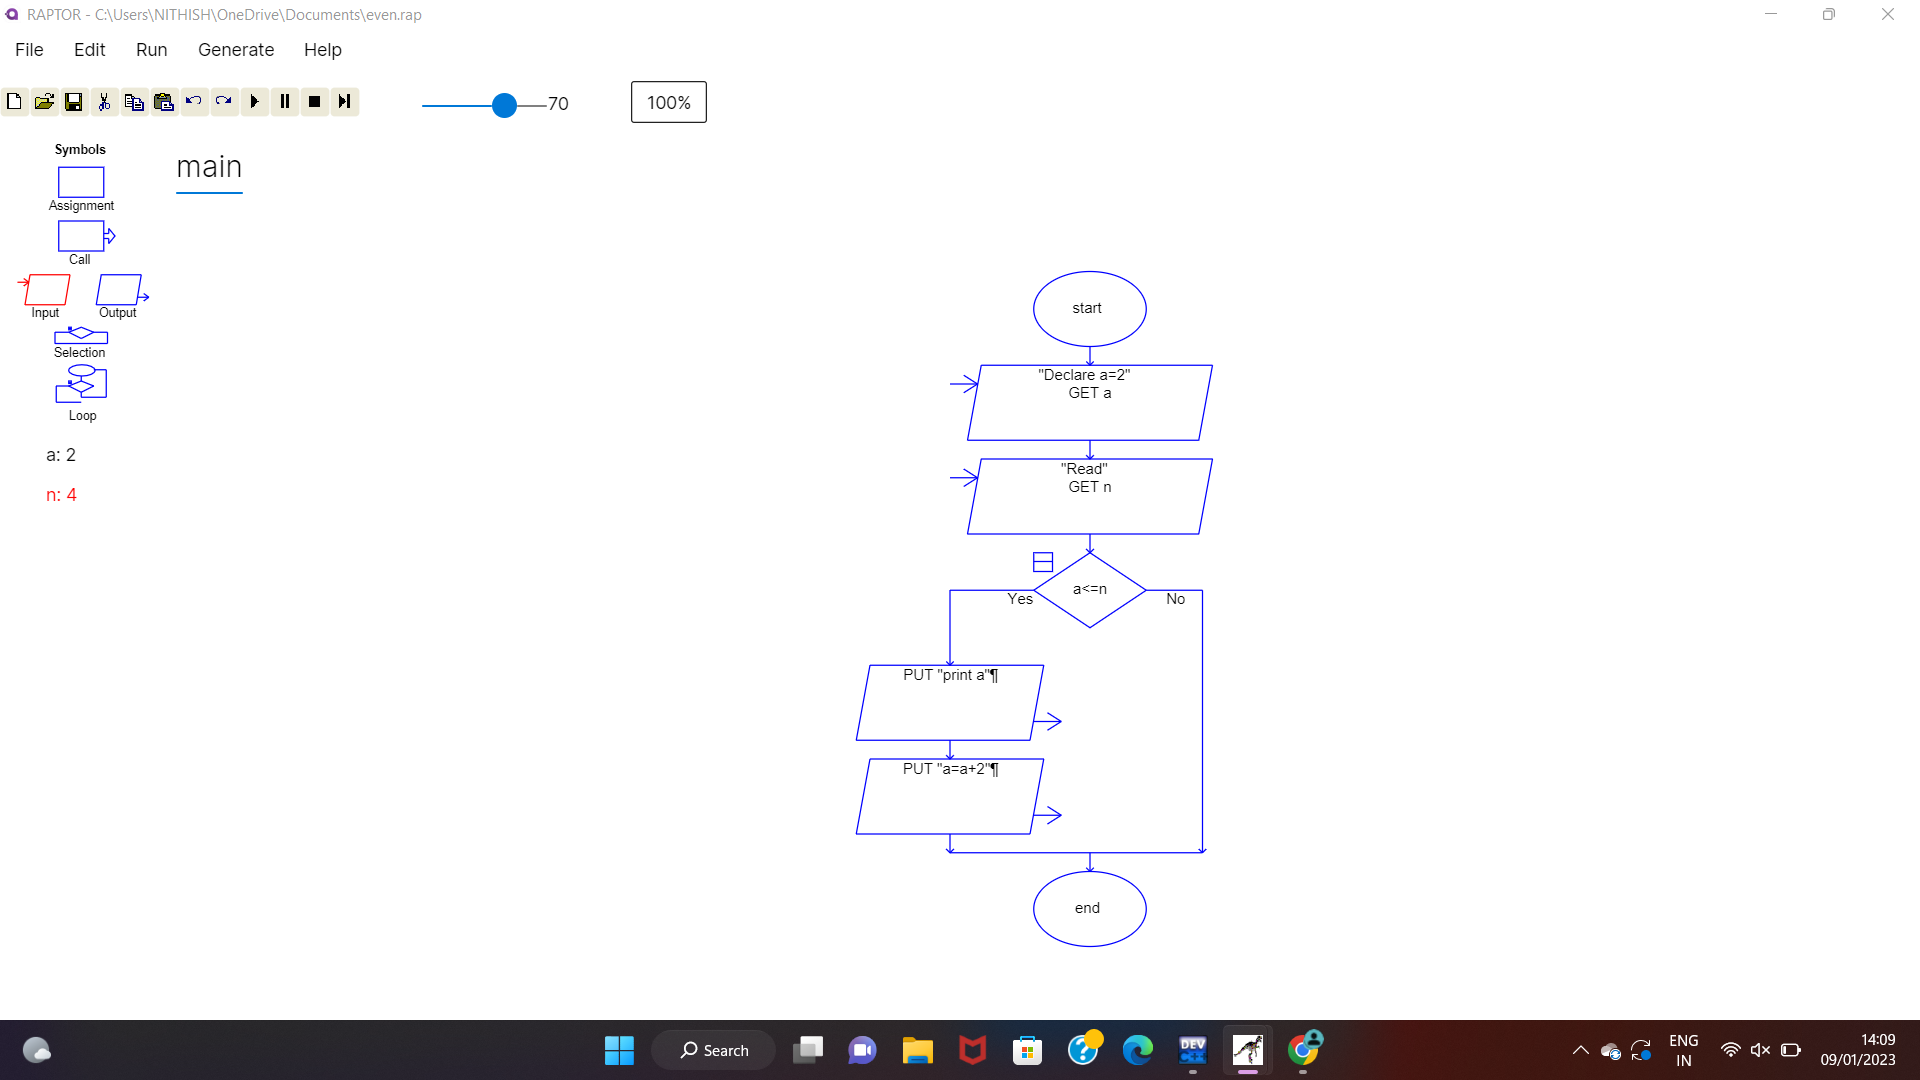 RAPTOR - C:\Users\NITHISH\OneDrive\Documents\even.rap
File Edit Run Generate Help
70
100%
Symbols
main
Assignment
Call
Input Output
Selection
Loop
a: 2
n: 4
start
"Declare a=2"
GET a
"Read"
GET n
a<=n
Yes
No
PUT "print a"¶
PUT "a=a+2"¶
end
Search
DEV
C++
ENG
IN
14:09
09/01/2023